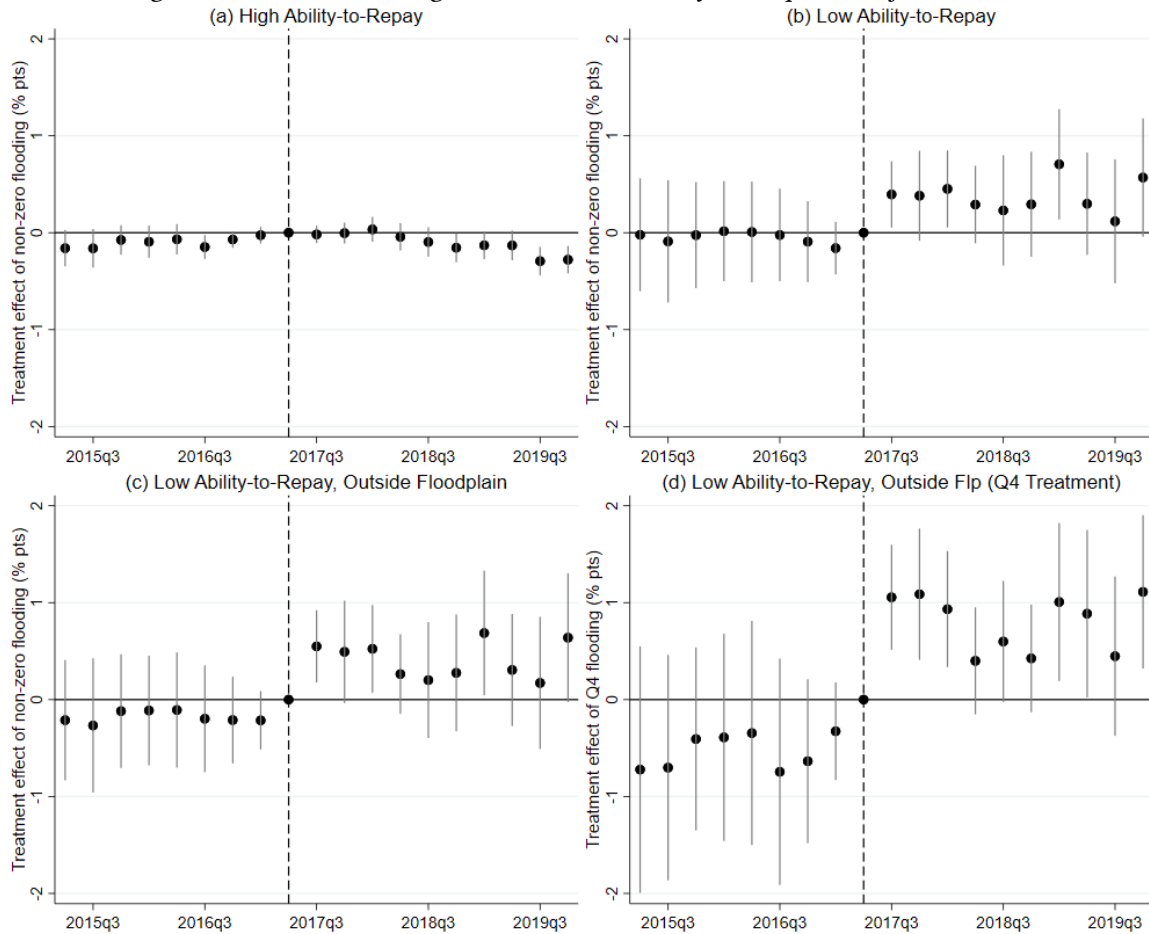 (a) High Ability-to-Repay
Treatment effect of non-zero flooding (% pts)
2
1
0
-1
-2
2015q3 2016q3 2017q3 2018q3 2019q3
(b) Low Ability-to-Repay
Treatment effect of non-zero flooding (% pts)
2
1
0
-1
-2
2015q3 2016q3 2017q3 2018q3 2019q3
(c) Low Ability-to-Repay, Outside Floodplain
Treatment effect of non-zero flooding (% pts)
2
1
0
-1
-2
2015q3 2016q3 2017q3 2018q3 2019q3
(d) Low Ability-to-Repay, Outside Flp (Q4 Treatment)
Treatment effect of Q4 flooding (% pts)
2
1
0
-1
-2
2015q3 2016q3 2017q3 2018q3 2019q3